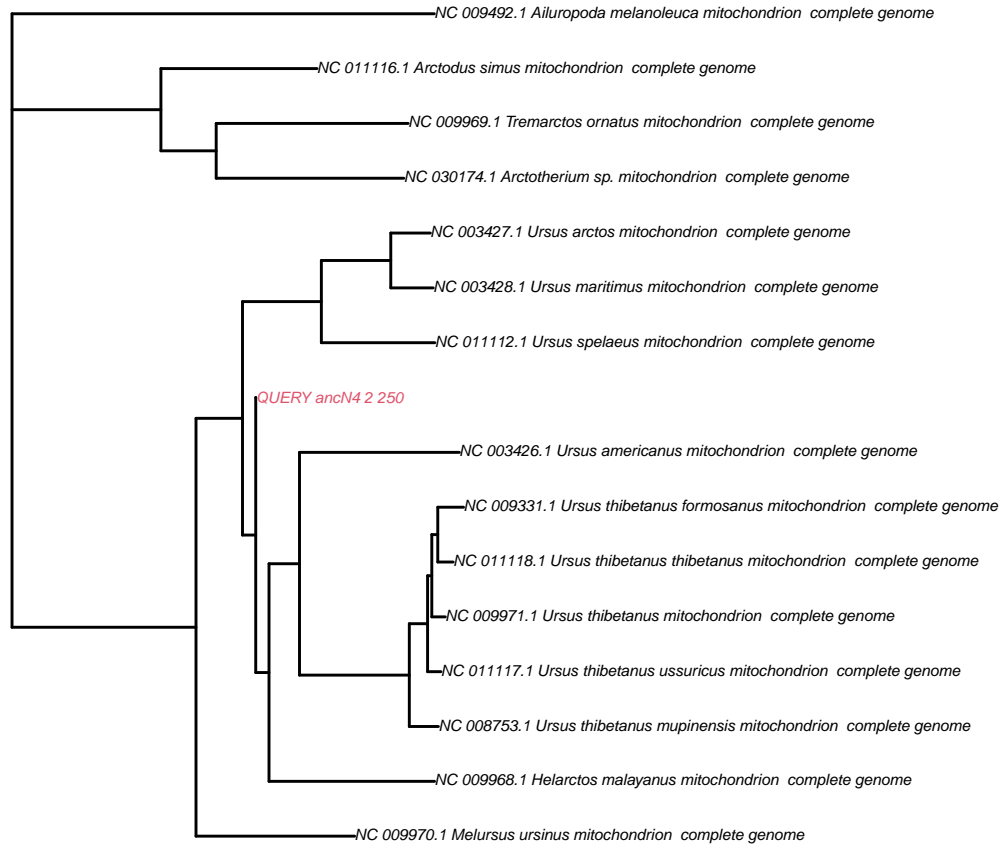 NC 009492.1 Ailuropoda melanoleuca mitochondrion  complete genome
NC 011116.1 Arctodus simus mitochondrion  complete genome
NC 009969.1 Tremarctos ornatus mitochondrion  complete genome
NC 030174.1 Arctotherium sp. mitochondrion  complete genome
NC 003427.1 Ursus arctos mitochondrion  complete genome
NC 003428.1 Ursus maritimus mitochondrion  complete genome
NC 011112.1 Ursus spelaeus mitochondrion  complete genome
QUERY ancN4 2 250
NC 003426.1 Ursus americanus mitochondrion  complete genome
NC 009331.1 Ursus thibetanus formosanus mitochondrion  complete genome
NC 011118.1 Ursus thibetanus thibetanus mitochondrion  complete genome
NC 009971.1 Ursus thibetanus mitochondrion  complete genome
NC 011117.1 Ursus thibetanus ussuricus mitochondrion  complete genome
NC 008753.1 Ursus thibetanus mupinensis mitochondrion  complete genome
NC 009968.1 Helarctos malayanus mitochondrion  complete genome
NC 009970.1 Melursus ursinus mitochondrion  complete genome